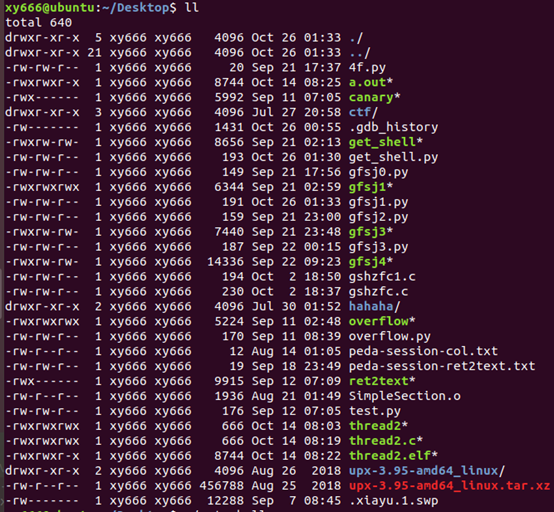 xy666@ubuntu:~/Desktop$ ll
total 640
drwxr-xr-x  5 xy666 xy666   4096 Oct 26 01:33 ./
drwxr-xr-x 21 xy666 xy666   4096 Oct 26 01:33 ../
-rw-rw-r--  1 xy666 xy666     20 Sep 21 17:37 4f.py
-rwxrwxr-x  1 xy666 xy666   8744 Oct 14 08:25 a.out*
-rwx------  1 xy666 xy666   5992 Sep 11 07:05 canary*
drwxr-xr-x  3 xy666 xy666   4096 Jul 27 20:58 ctf/
-rw-------  1 xy666 xy666   1431 Oct 26 00:55 .gdb_history
-rwxrw-rw-  1 xy666 xy666   8656 Sep 21 02:13 get_shell*
-rw-rw-r--  1 xy666 xy666    193 Oct 26 01:30 get_shell.py
-rw-rw-r--  1 xy666 xy666    149 Sep 21 17:56 gfsj0.py
-rwxrwxrwx  1 xy666 xy666   6344 Sep 21 02:59 gfsj1*
-rw-rw-r--  1 xy666 xy666    191 Oct 26 01:33 gfsj1.py
-rw-rw-r--  1 xy666 xy666    159 Sep 21 23:00 gfsj2.py
-rwxrw-rw-  1 xy666 xy666   7440 Sep 21 23:48 gfsj3*
-rw-rw-r--  1 xy666 xy666    187 Sep 22 00:15 gfsj3.py
-rwxrw-rw-  1 xy666 xy666  14336 Sep 22 09:23 gfsj4*
-rw-rw-r--  1 xy666 xy666    194 Oct  2 18:50 gshzfc1.c
-rw-rw-r--  1 xy666 xy666    230 Oct  2 18:37 gshzfc.c
drwxr-xr-x  2 xy666 xy666   4096 Jul 30 01:52 hahaha/
-rwxrwxrwx  1 xy666 xy666   5224 Sep 11 02:48 overflow*
-rw-rw-r--  1 xy666 xy666    170 Sep 11 08:39 overflow.py
-rw-r--r--  1 xy666 xy666     12 Aug 14 01:05 peda-session-col.txt
-rw-rw-r--  1 xy666 xy666     19 Sep 18 23:49 peda-session-ret2text.txt
-rwx------  1 xy666 xy666   9915 Sep 12 07:09 ret2text*
-rw-r--r--  1 xy666 xy666   1936 Aug 21 01:49 SimpleSection.o
-rw-rw-r--  1 xy666 xy666    176 Sep 12 07:05 test.py
-rwxrwxrwx  1 xy666 xy666    666 Oct 14 08:03 thread2*
-rwxrwxrwx  1 xy666 xy666    666 Oct 14 08:19 thread2.c*
-rwxrwxr-x  1 xy666 xy666   8744 Oct 14 08:22 thread2.elf*
drwxr-xr-x  2 xy666 xy666   4096 Aug 26  2018 upx-3.95-amd64_linux/
-rw-r--r--  1 xy666 xy666 456788 Aug 25  2018 upx-3.95-amd64_linux.tar.xz
-rw-------  1 xy666 xy666  12288 Sep  7 08:45 .xiayu.1.swp